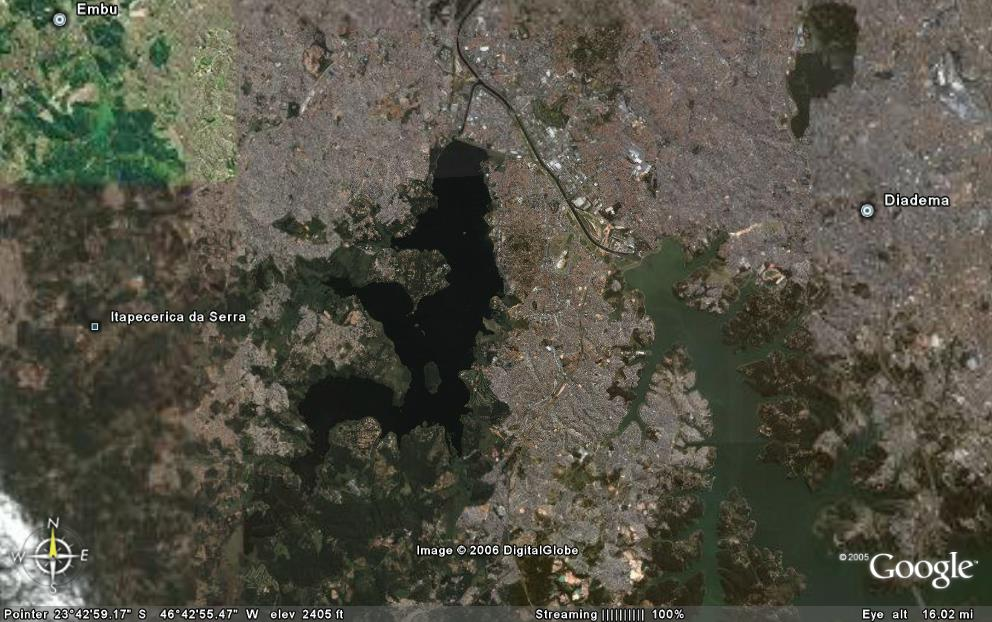 Embu
Diadema
Itapecerica da Serra
N
W E
S
Image © 2006 DigitalGlobe
© 2005 Google™
Pointer 23°42'59.17" S 46°42'55.47" W elev 2405 ft Streaming |||||||||| 100% Eye alt 16.02 mi